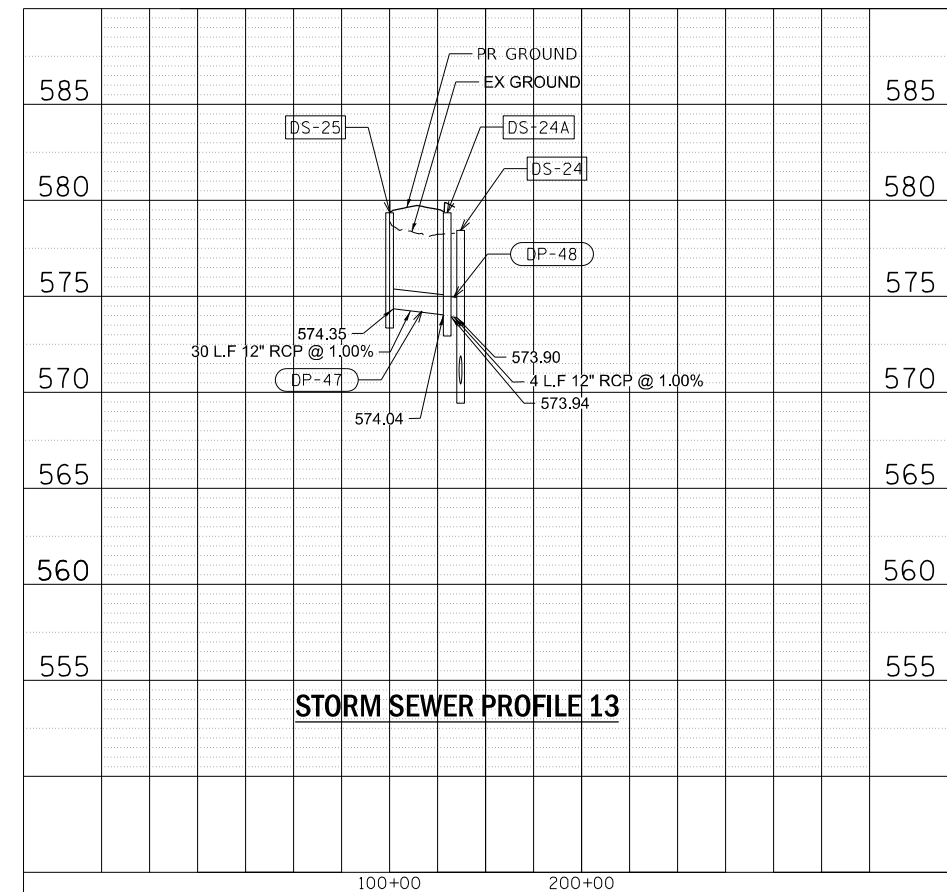 PR GROUND
EX GROUND
585
585
DS-25
DS-24A
DS-24
580
580
DP-48
575
575
574.35
30 L.F 12" RCP @ 1.00%
573.90
DP-47
4 L.F 12" RCP @ 1.00%
570
570
573.94
574.04
565
565
560
560
555
555
STORM SEWER PROFILE 13
100+00
200+00